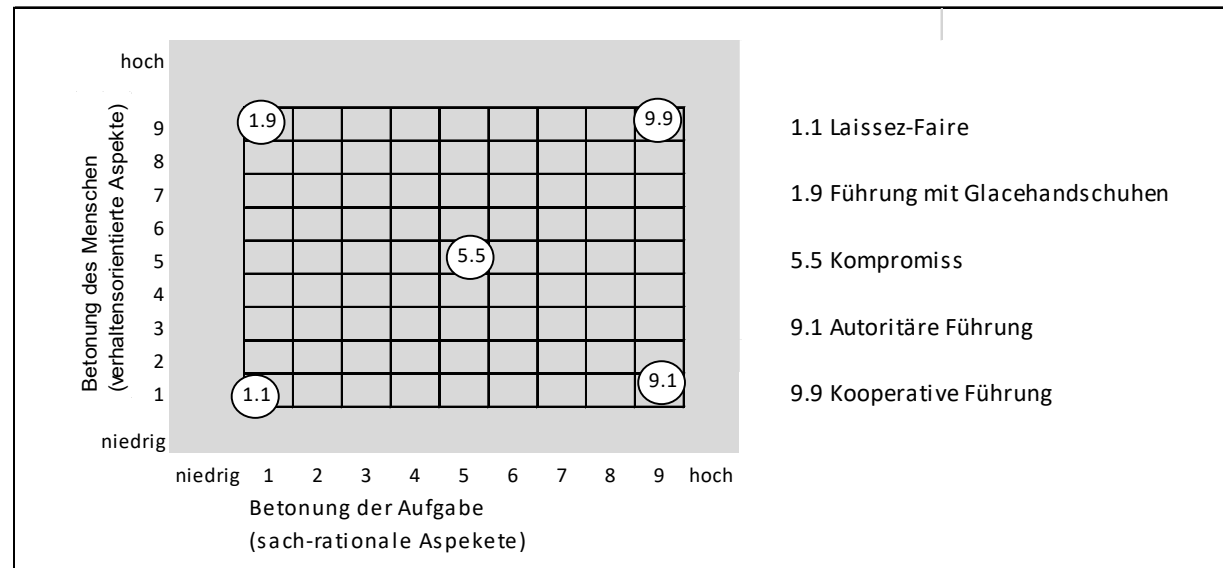 hoch
Betonung des Menschen
(verhaltensorientierte Aspekte)
9
8
7
6
5
4
3
2
1
niedrig
1.9
9.9
5.5
1.1
9.1
niedrig 1 2 3 4 5 6 7 8 9 hoch
Betonung der Aufgabe
(sach-rationale Aspekete)
1.1 Laissez-Faire
1.9 Führung mit Glacehandschuhen
5.5 Kompromiss
9.1 Autoritäre Führung
9.9 Kooperative Führung